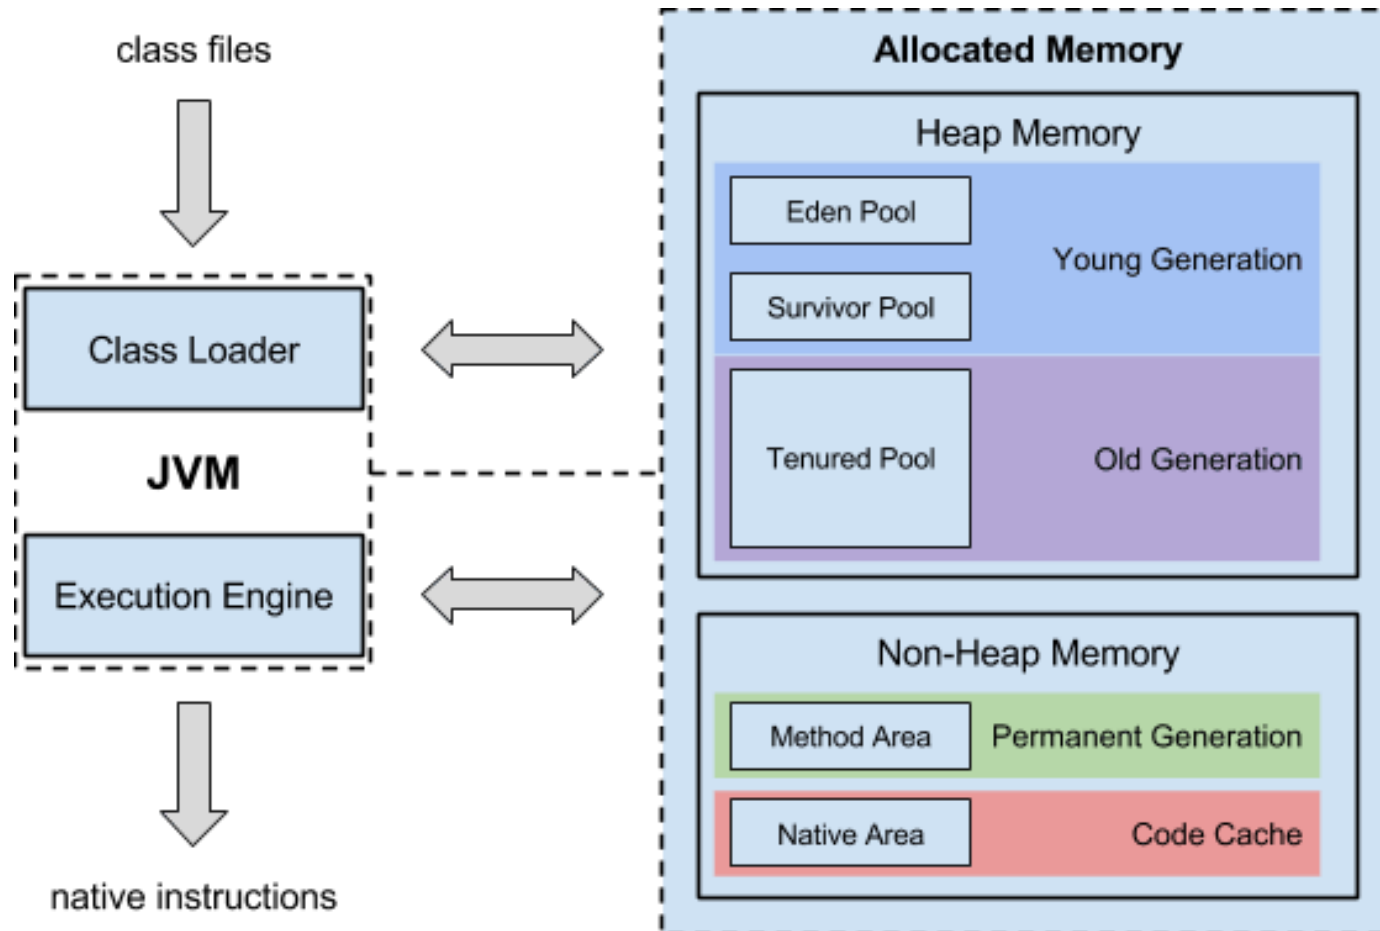 class files
Class Loader
JVM
Execution Engine
native instructions
Allocated Memory
Heap Memory
Eden Pool
Survivor Pool
Young Generation
Tenured Pool
Old Generation
Non-Heap Memory
Method Area
Permanent Generation
Native Area
Code Cache